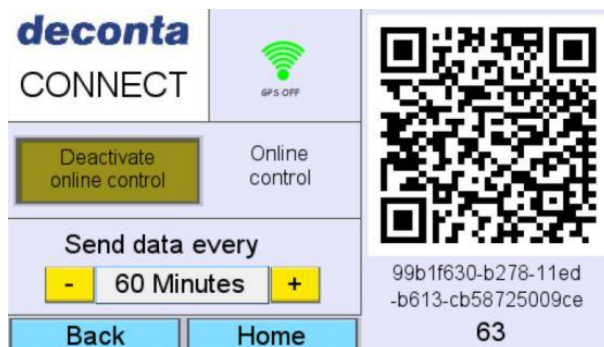 deconta
CONNECT
GPS OFF
Deactivate
online control
Online
control
Send data every
-
60 Minutes
+
Back
Home
99b1f630-b278-11ed
-b613-cb58725009ce
63